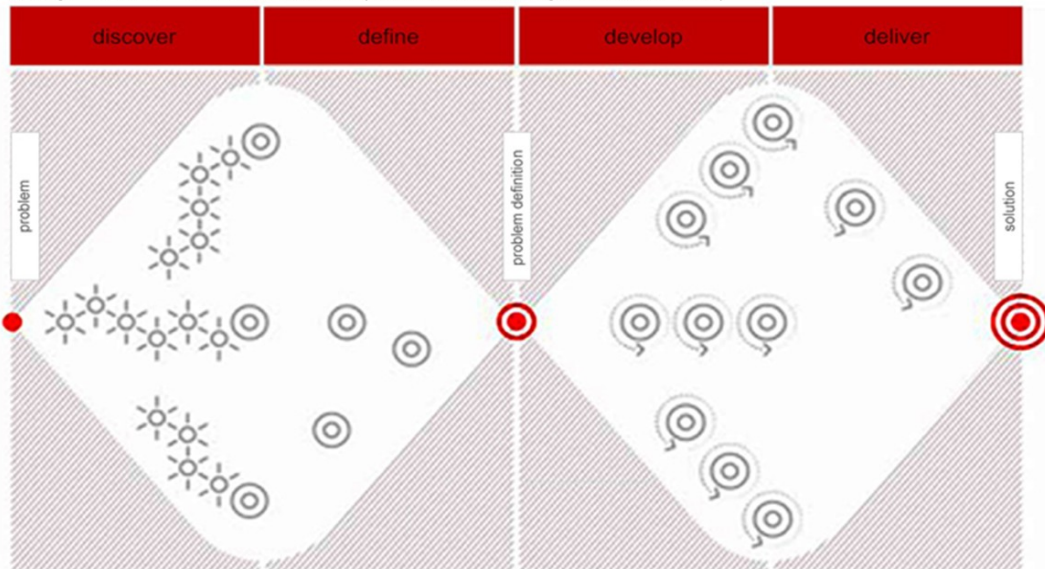 discover
define
develop
deliver
problem
problem definition
solution